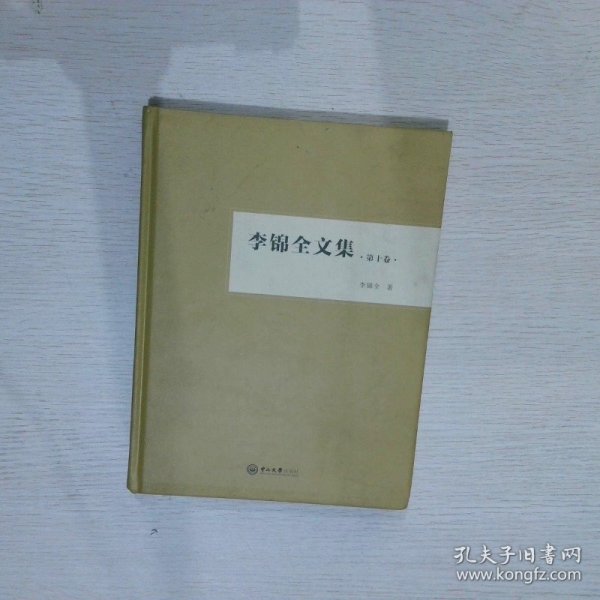 李锦全文集 ·第十卷·
李锦全 著
中山大学出版社
孔夫子旧书网
www.kongfz.com